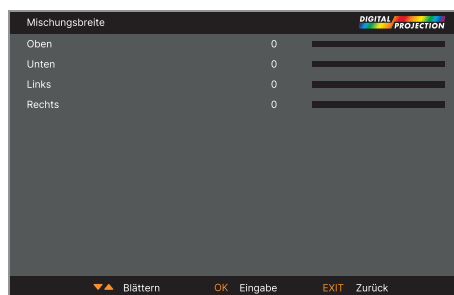 Mischungsbreite
DIGITAL
PROJECTION
Oben 0
Unten 0
Links 0
Rechts 0
▼▲ Blättern OK Eingabe EXIT Zurück